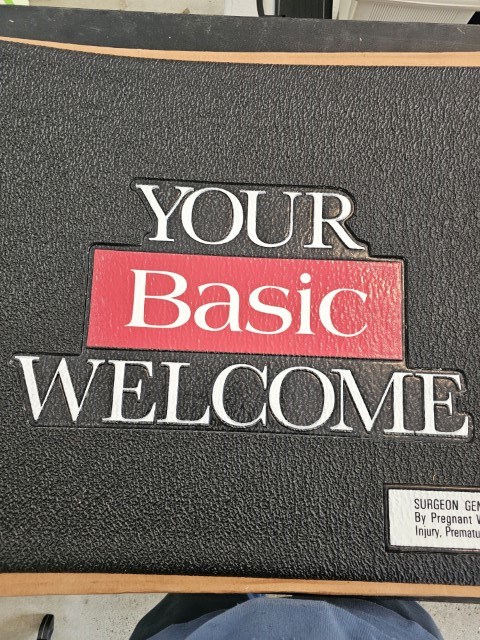 YOUR
Basic
WELCOME
SURGEON GEN
By Pregnant
Injury, Prematu